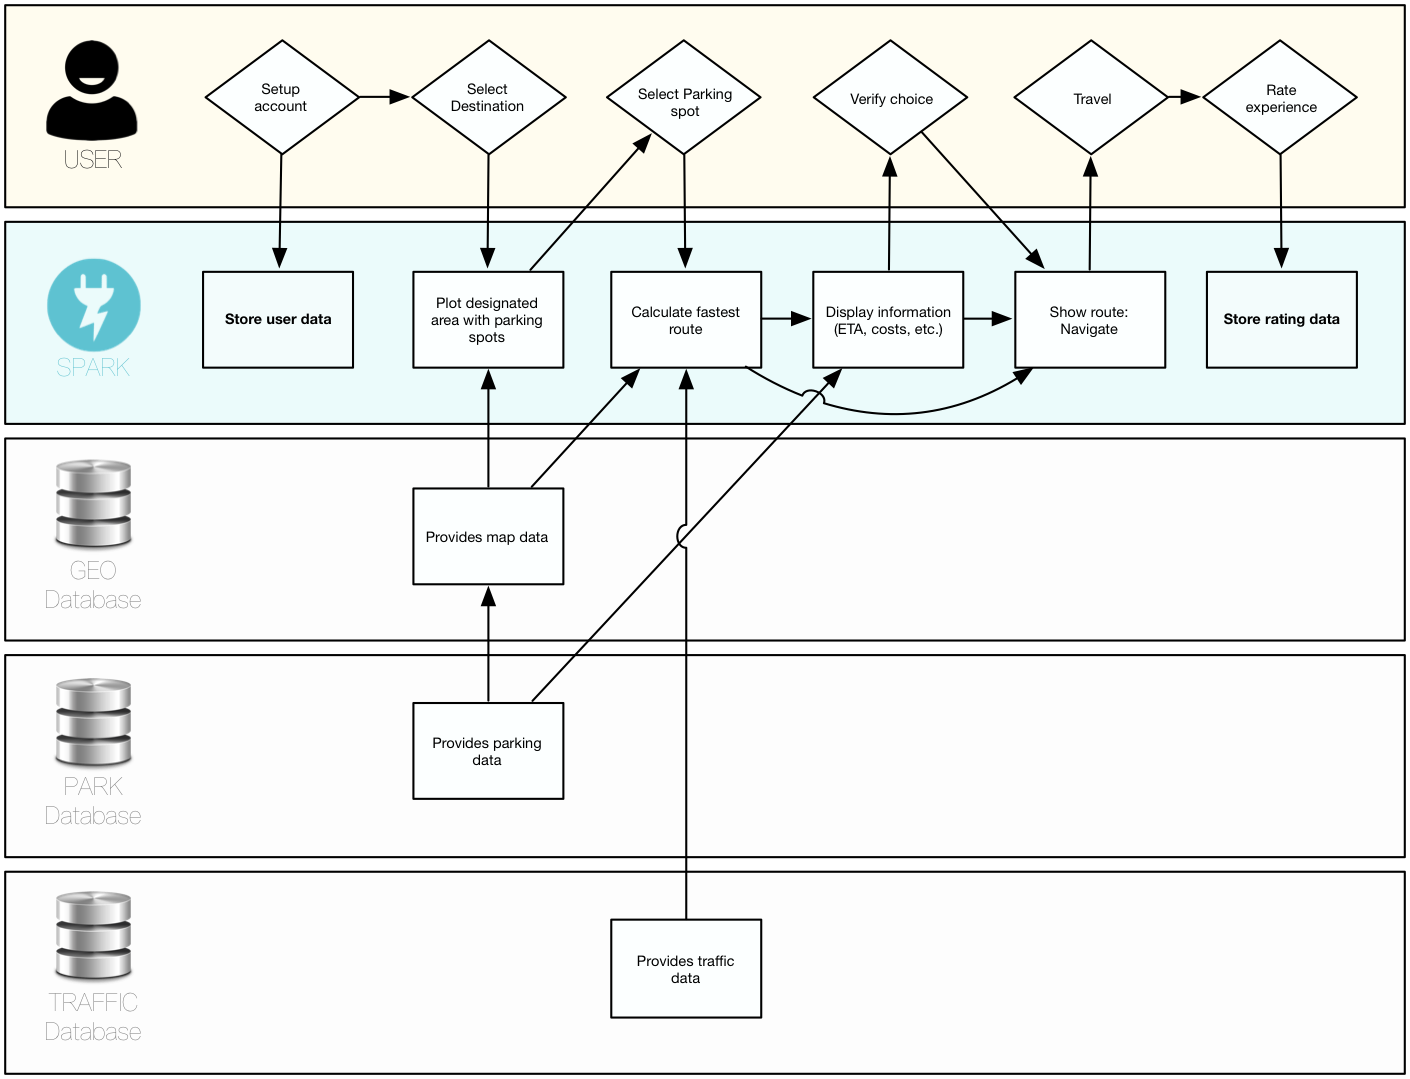 Setup
account
Select
Destination
Select Parking
spot
Verify choice
Travel
Rate
experience
USER
Store user data
Plot designated
area with parking
spots
Calculate fastest
route
Display information
(ETA, costs, etc.)
Show route:
Navigate
Store rating data
SPARK
Provides map data
GEO
Database
Provides parking
data
PARK
Database
Provides traffic
data
TRAFFIC
Database